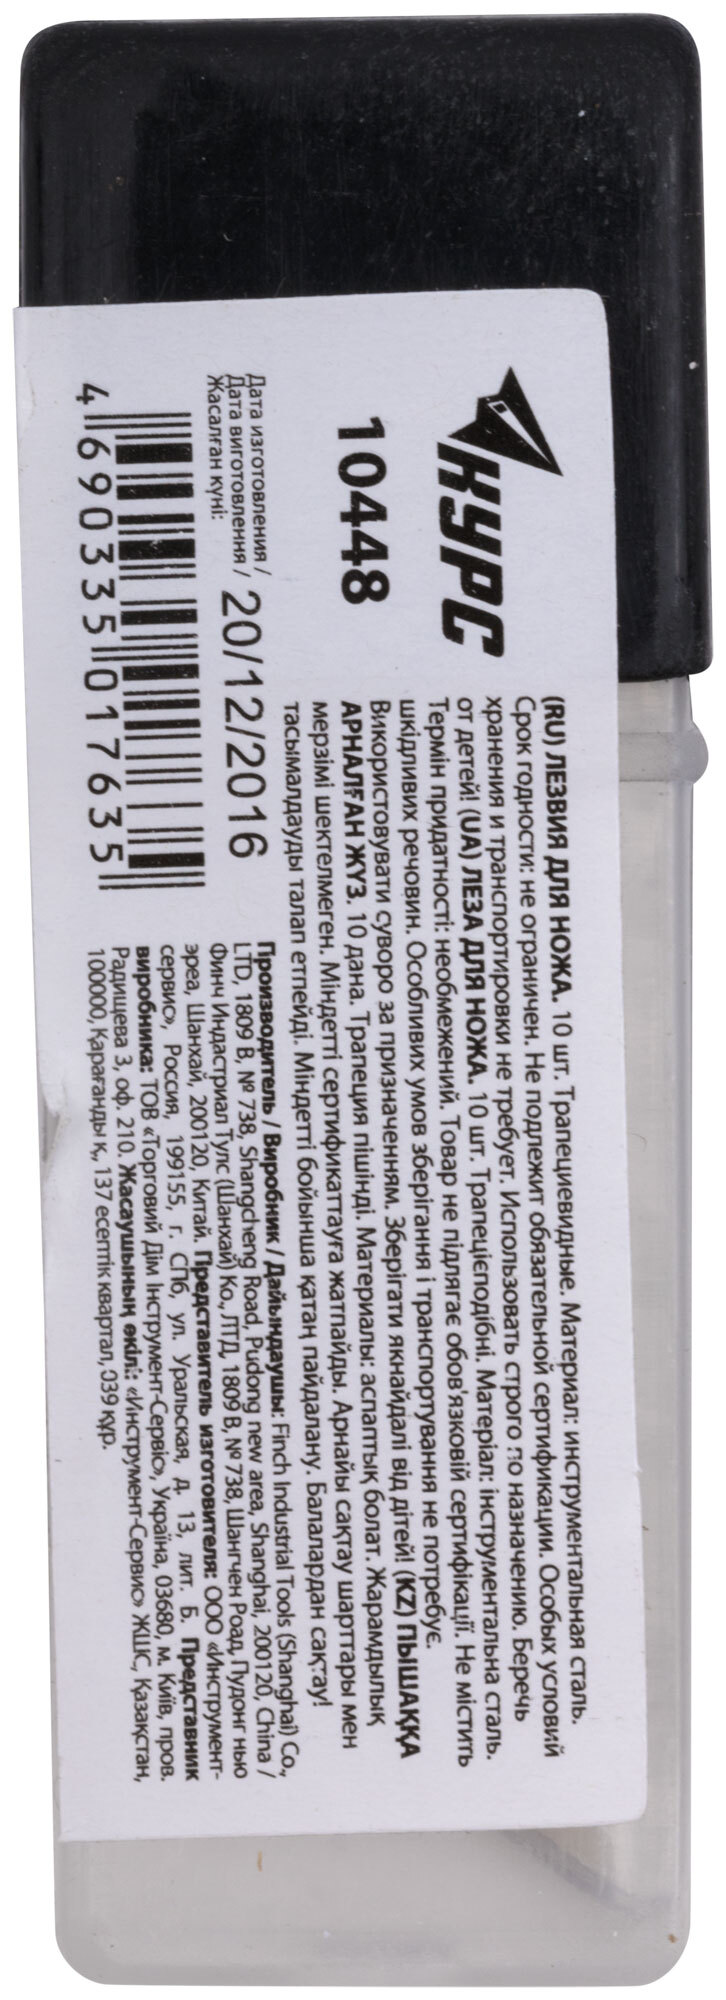 КУРС
10448
Дата изготовления /
Дата виготовлення /
Жасалған күні:
20/12/2016
4 690335 017635
(RU) ЛЕЗВИЯ ДЛЯ НОЖА. 10 шт. Трапециевидные. Материал: инструментальная сталь.
Срок годности: не ограничен. Не подлежит обязательной сертификации. Особых условий
хранения и транспортировки не требует. Использовать строго по назначению. Беречь
от детей! (UA) ЛЕЗА ДЛЯ НОЖА. 10 шт. Трапецієподібні. Матеріал: інструментальна сталь.
Термін придатності: необмежений. Товар не підлягає обов'язковій сертифікації. Не містить
шкідливих речовин. Особливих умов зберігання і транспортування не потребує.
Використовувати суворо за призначенням. Зберігати якнайдалі від дітей! (KZ) ПЫШАҚҚА
АРНАЛҒАН ЖҮЗ. 10 дана. Трапеция пішінді. Материалы: аспаптық болат. Жарамдылық
мерзімі шектелмеген. Міндетті сертификаттауға жатпайды. Арнайы сақтау шарттары мен
тасымалдауды талап етпейді. Міндетті бойынша қатаң пайдалану. Балалардан сақтау!
Производитель / Виробник / Дайындаушы: Finch Industrial Tools (Shanghai) Co.,
LTD, 1809 B, № 738, Shangcheng Road, Pudong new area, Shanghai, 200120, China /
Финч Индастриал Тулс (Шанхай) Ко., ЛТД, 1809 В, № 738, Шангчен Роад, Пудонг нью
эреа, Шанхай, 200120, Китай. Представитель изготовителя: ООО «Инструмент-
сервис», Россия, 199155, г. СПб, ул. Уральская, д. 13, лит. Б. Представник
виробника: ТОВ «Торговий Дім Інструмент-Сервіс», Україна, 03680, м. Київ, пров.
Радищева 3, оф. 210. Жасаушының өкілі: «Инструмент-Сервис» ЖШС, Қазақстан,
100000, Қарағанды қ., 137 есептік квартал, 039 құр.